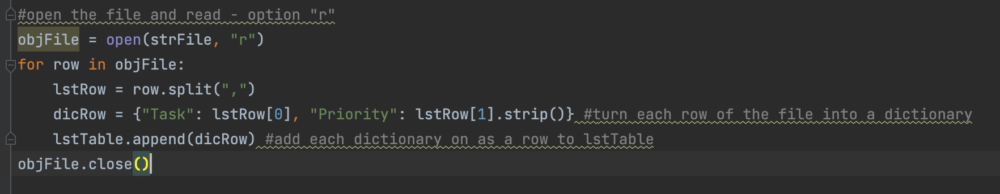 #open the file and read - option "r"
objFile = open(strFile, "r")
for row in objFile:
    lstRow = row.split(",")
    dicRow = {"Task": lstRow[0], "Priority": lstRow[1].strip()} #turn each row of the file into a dictionary
    lstTable.append(dicRow) #add each dictionary on as a row to lstTable
objFile.close()